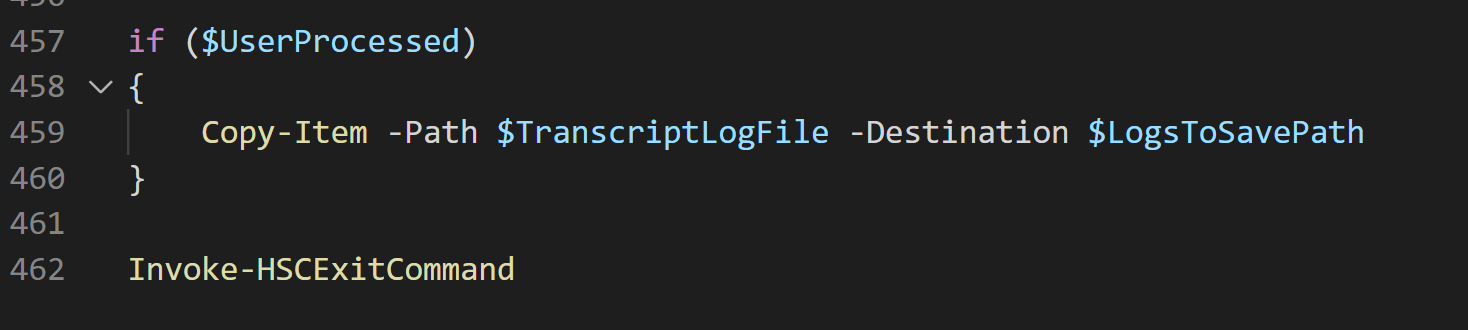 457 if ($UserProcessed)
458 {
459 Copy-Item -Path $TranscriptLogFile -Destination $LogsToSavePath
460 }
461
462 Invoke-HSCExitCommand